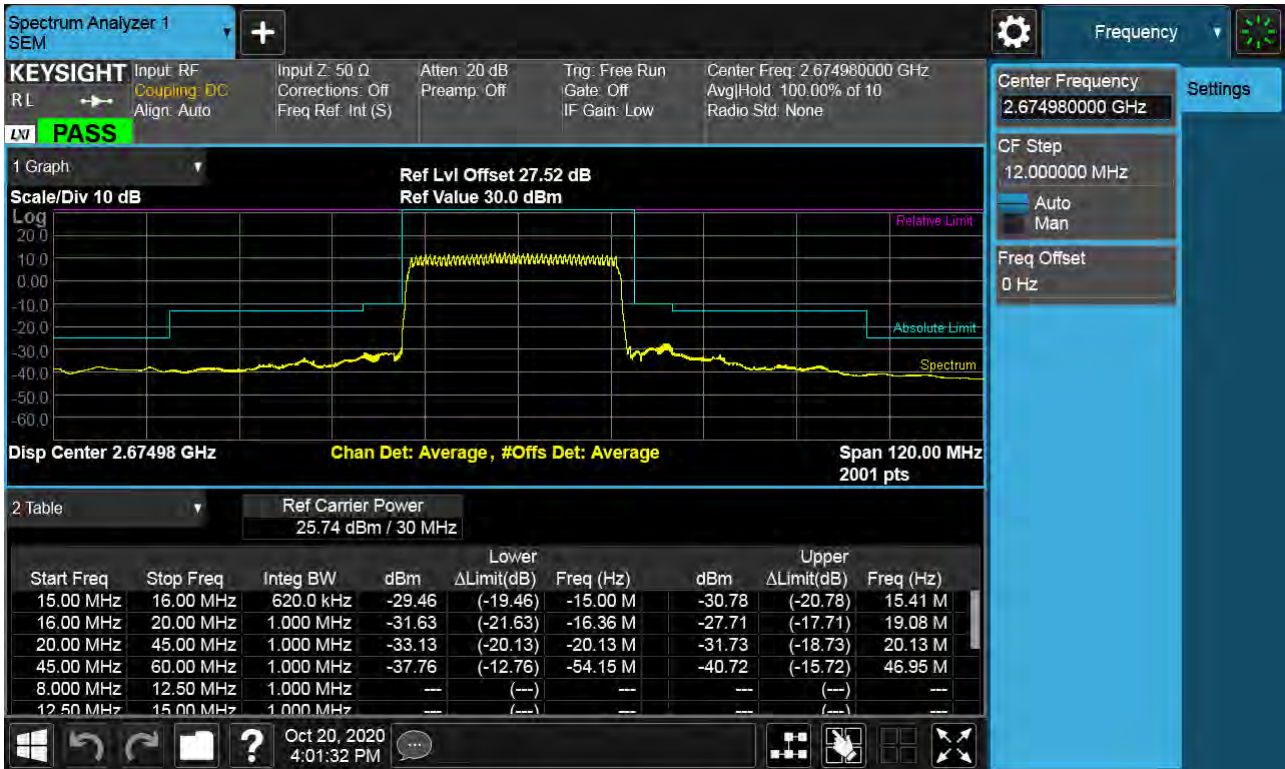 Spectrum Analyzer 1
SEM
+
Frequency
KEYSIGHT
RL
LXI
PASS
Input: RF
Coupling: DC
Align: Auto
Input Z: 50 Ω
Corrections: Off
Freq Ref: Int (S)
Atten: 20 dB
Preamp: Off
Trig: Free Run
Gate: Off
IF Gain: Low
Center Freq: 2.674980000 GHz
Avg|Hold: 100.00% of 10
Radio Std: None
Center Frequency
2.674980000 GHz
Settings
CF Step
12.000000 MHz
Auto
Man
Freq Offset
0 Hz
1 Graph
Scale/Div 10 dB
Ref Lvl Offset 27.52 dB
Ref Value 30.0 dBm
Log
20.0
10.0
0.00
-10.0
-20.0
-30.0
-40.0
-50.0
-60.0
Relative Limit
Absolute Limit
Spectrum
Disp Center 2.67498 GHz
Chan Det: Average, #Offs Det: Average
Span 120.00 MHz
2001 pts
2 Table
Ref Carrier Power
25.74 dBm / 30 MHz
Lower Upper
Start Freq Stop Freq Integ BW dBm ΔLimit(dB) Freq (Hz) dBm ΔLimit(dB) Freq (Hz)
15.00 MHz 16.00 MHz 620.0 kHz -29.46 (-19.46) -15.00 M -30.78 (-20.78) 15.41 M
16.00 MHz 20.00 MHz 1.000 MHz -31.63 (-21.63) -16.36 M -27.71 (-17.71) 19.08 M
20.00 MHz 45.00 MHz 1.000 MHz -33.13 (-20.13) -20.13 M -31.73 (-18.73) 20.13 M
45.00 MHz 60.00 MHz 1.000 MHz -37.76 (-12.76) -54.15 M -40.72 (-15.72) 46.95 M
8.000 MHz 12.50 MHz 1.000 MHz --- (---) --- --- (---) ---
12.50 MHz 15.00 MHz 1.000 MHz --- (---) --- --- (---) ---
?
Oct 20, 2020
4:01:32 PM